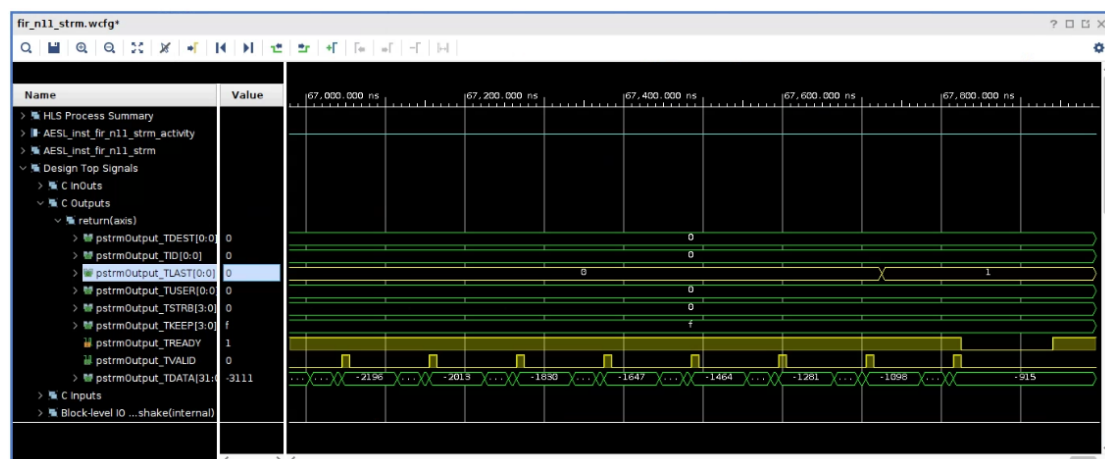 fir_n11_strm.wcfg*
Name Value
67,000.000 ns 67,200.000 ns 67,400.000 ns 67,600.000 ns 67,800.000 ns
HLS Process Summary
AESL_inst_fir_n11_strm_activity
AESL_inst_fir_n11_strm
Design Top Signals
C InOuts
C Outputs
return(axis)
pstrmOutput_TDEST[0:0] 0 0
pstrmOutput_TID[0:0] 0 0
pstrmOutput_TLAST[0:0] 0 0 1
pstrmOutput_TUSER[0:0 0 0
pstrmOutput_TSTRB[3:0] 0 0
pstrmOutput_TKEEP[3:0] f f
pstrmOutput_TREADY 1
pstrmOutput_TVALID 0
pstrmOutput_TDATA[31:0 -3111 ... ... -2196 ... -2013 ... -1830 ... -1647 ... -1464 ... -1281 ... -1098 ... -915
C Inputs
Block-level IO ...shake(internal)